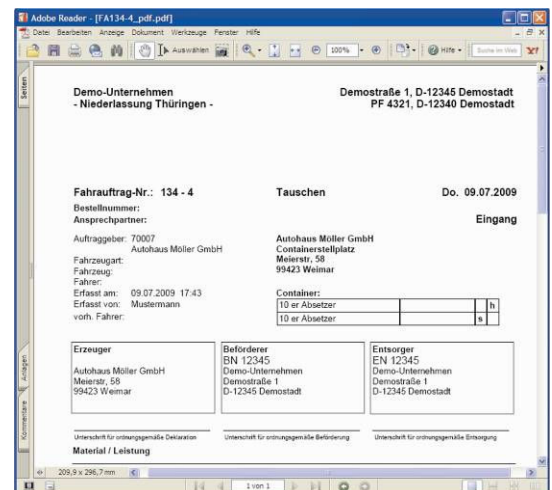 Adobe Reader - [FA134-4_pdf.pdf]
Datei Bearbeiten Anzeige Dokument Werkzeuge Fenster Hilfe
Auswählen 100% Hilfe Suche im Web
Seiten
Demo-Unternehmen Demostraße 1, D-12345 Demostadt
- Niederlassung Thüringen - PF 4321, D-12340 Demostadt
Fahrauftrag-Nr.: 134 - 4 Tauschen Do. 09.07.2009
Bestellnummer:
Ansprechpartner: Eingang
Auftraggeber: 70007 Autohaus Möller GmbH
Autohaus Möller GmbH Containerstellplatz
Fahrzeugart: Meierstr, 58
Fahrzeug: 99423 Weimar
Fahrer:
Erfasst am: 09.07.2009 17:43 Container:
Erfasst von: Mustermann 10 er Absetzer h
vorh. Fahrer: 10 er Absetzer s
Erzeuger Beförderer Entsorger
BN 12345 EN 12345
Autohaus Möller GmbH Demo-Unternehmen Demo-Unternehmen
Meierstr, 58 Demostraße 1 Demostraße 1
99423 Weimar D-12345 Demostadt D-12345 Demostadt
Anlagen
Kommentare
Unterschrift für ordnungsgemäße Deklaration Unterschrift für ordnungsgemäße Beförderung Unterschrift für ordnungsgemäße Entsorgung
Material / Leistung
209,9 x 296,7 mm
1 von 1